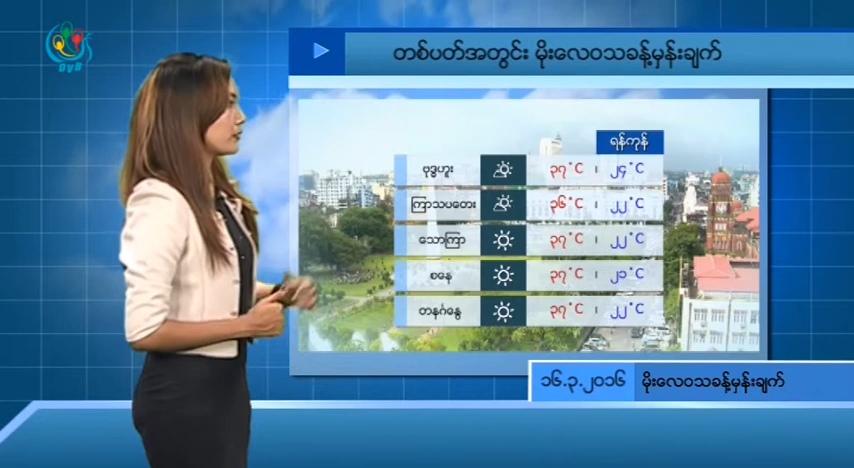 DVB
တစ်ပတ်အတွင်း မိုးလေဝသခန့်မှန်းချက်
ရန်ကုန်
ဗုဒ္ဓဟူး ၃၇°C ၊ ၂၄°C
ကြာသပတေး ၃၆°C ၊ ၂၂°C
သောကြာ ၃၇°C ၊ ၂၂°C
စနေ ၃၇°C ၊ ၂၁°C
တနင်္ဂနွေ ၃၇°C ၊ ၂၂°C
၁၆.၃.၂၀၁၆ မိုးလေဝသခန့်မှန်းချက်